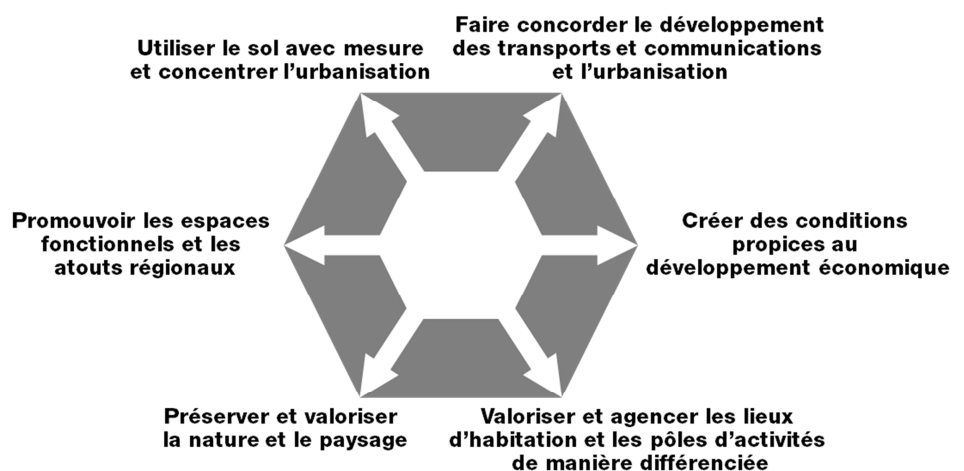 Utiliser le sol avec mesure
et concentrer l'urbanisation
Faire concorder le développement
des transports et communications
et l'urbanisation
Promouvoir les espaces
fonctionnels et les
atouts régionaux
Créer des conditions
propices au
développement économique
Préserver et valoriser
la nature et le paysage
Valoriser et agencer les lieux
d'habitation et les pôles d'activités
de manière différenciée